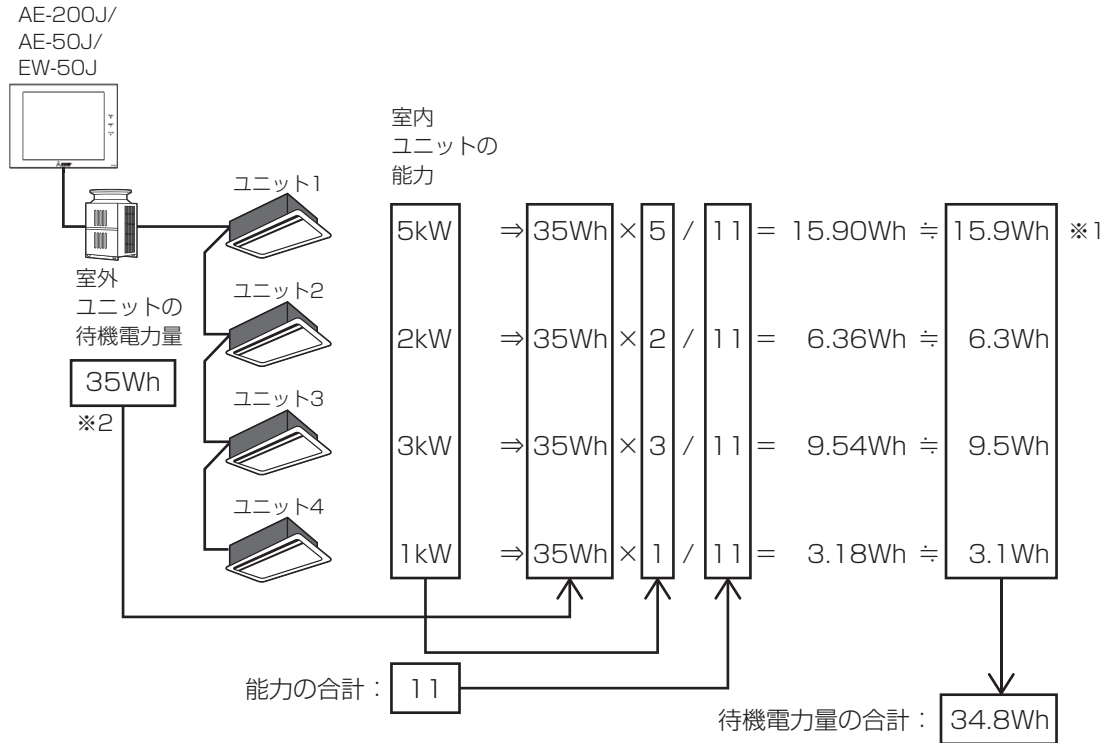 AE-200J/
AE-50J/
EW-50J
室外
ユニットの
待機電力量
35Wh
※2
ユニット1
ユニット2
ユニット3
ユニット4
室内
ユニットの
能力
5kW ⇒ 35Wh × 5 / 11 = 15.90Wh ≒ 15.9Wh ※1
2kW ⇒ 35Wh × 2 / 11 = 6.36Wh ≒ 6.3Wh
3kW ⇒ 35Wh × 3 / 11 = 9.54Wh ≒ 9.5Wh
1kW ⇒ 35Wh × 1 / 11 = 3.18Wh ≒ 3.1Wh
能力の合計： 11
待機電力量の合計： 34.8Wh